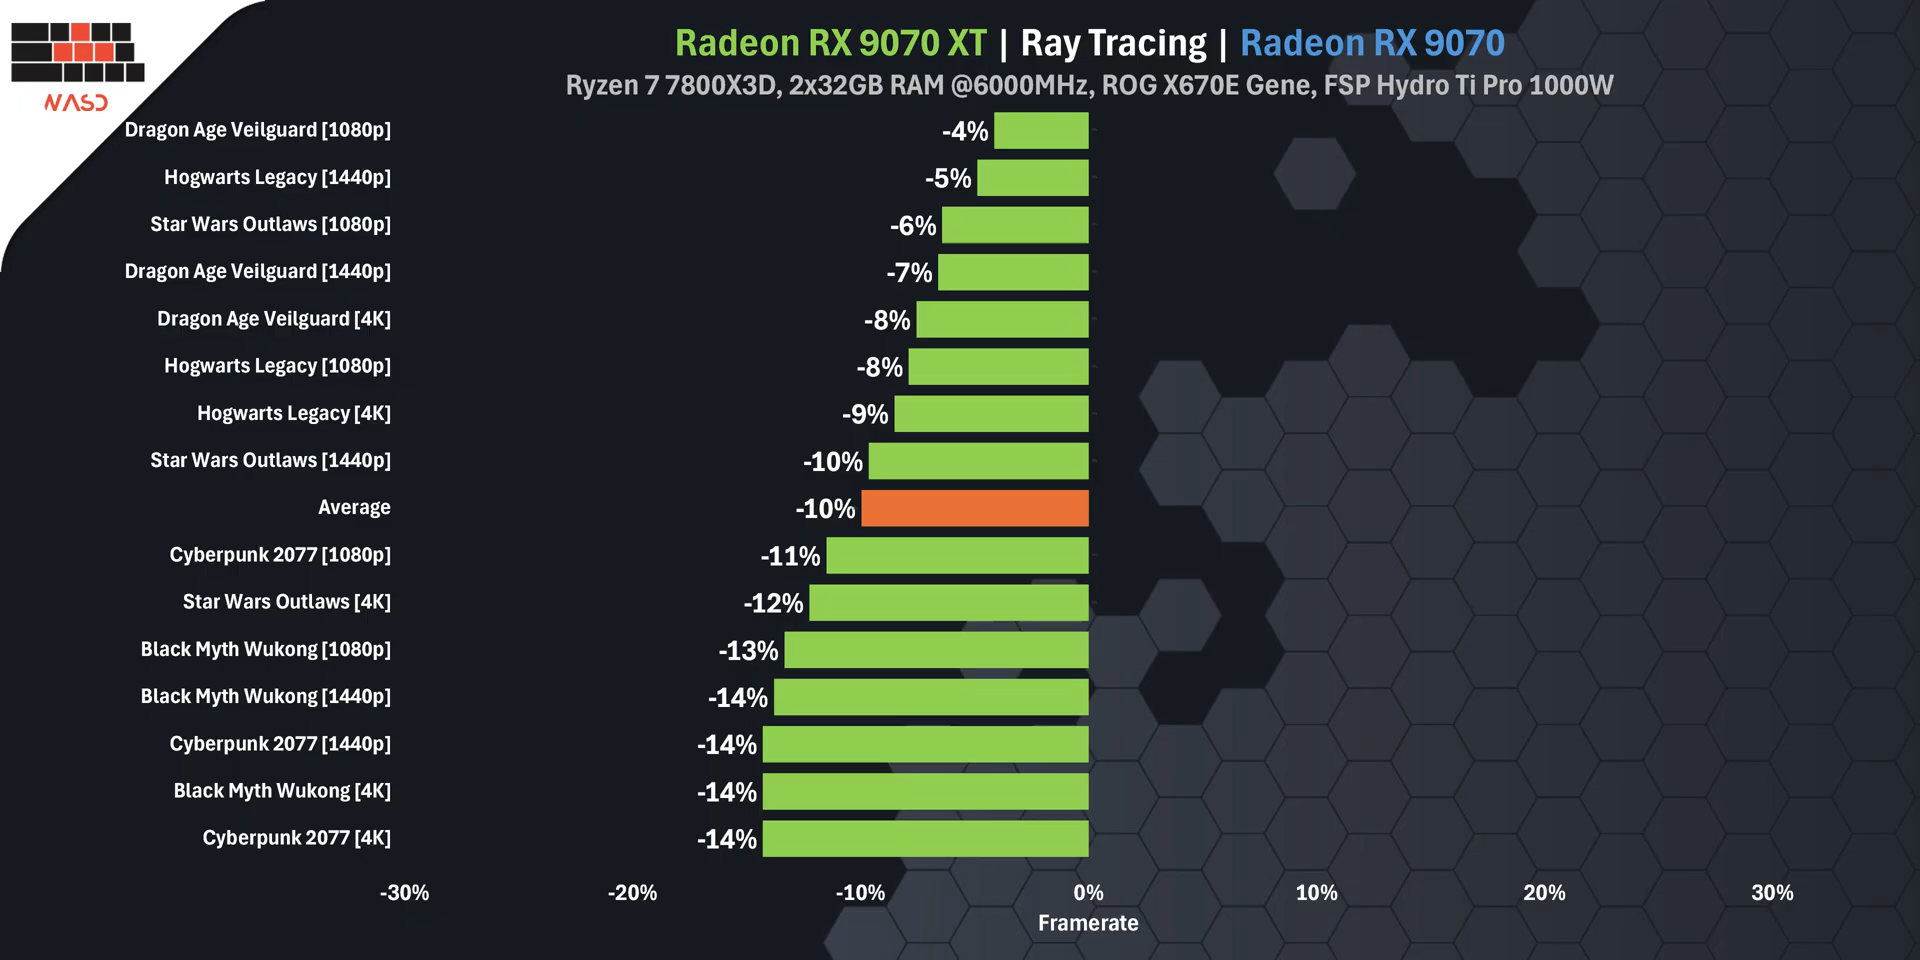 WASD
Radeon RX 9070 XT | Ray Tracing | Radeon RX 9070
Ryzen 7 7800X3D, 2x32GB RAM @6000MHz, ROG X670E Gene, FSP Hydro Ti Pro 1000W
Dragon Age Veilguard [1080p] -4%
Hogwarts Legacy [1440p] -5%
Star Wars Outlaws [1080p] -6%
Dragon Age Veilguard [1440p] -7%
Dragon Age Veilguard [4K] -8%
Hogwarts Legacy [1080p] -8%
Hogwarts Legacy [4K] -9%
Star Wars Outlaws [1440p] -10%
Average -10%
Cyberpunk 2077 [1080p] -11%
Star Wars Outlaws [4K] -12%
Black Myth Wukong [1080p] -13%
Black Myth Wukong [1440p] -14%
Cyberpunk 2077 [1440p] -14%
Black Myth Wukong [4K] -14%
Cyberpunk 2077 [4K] -14%
-30% -20% -10% 0% 10% 20% 30%
Framerate